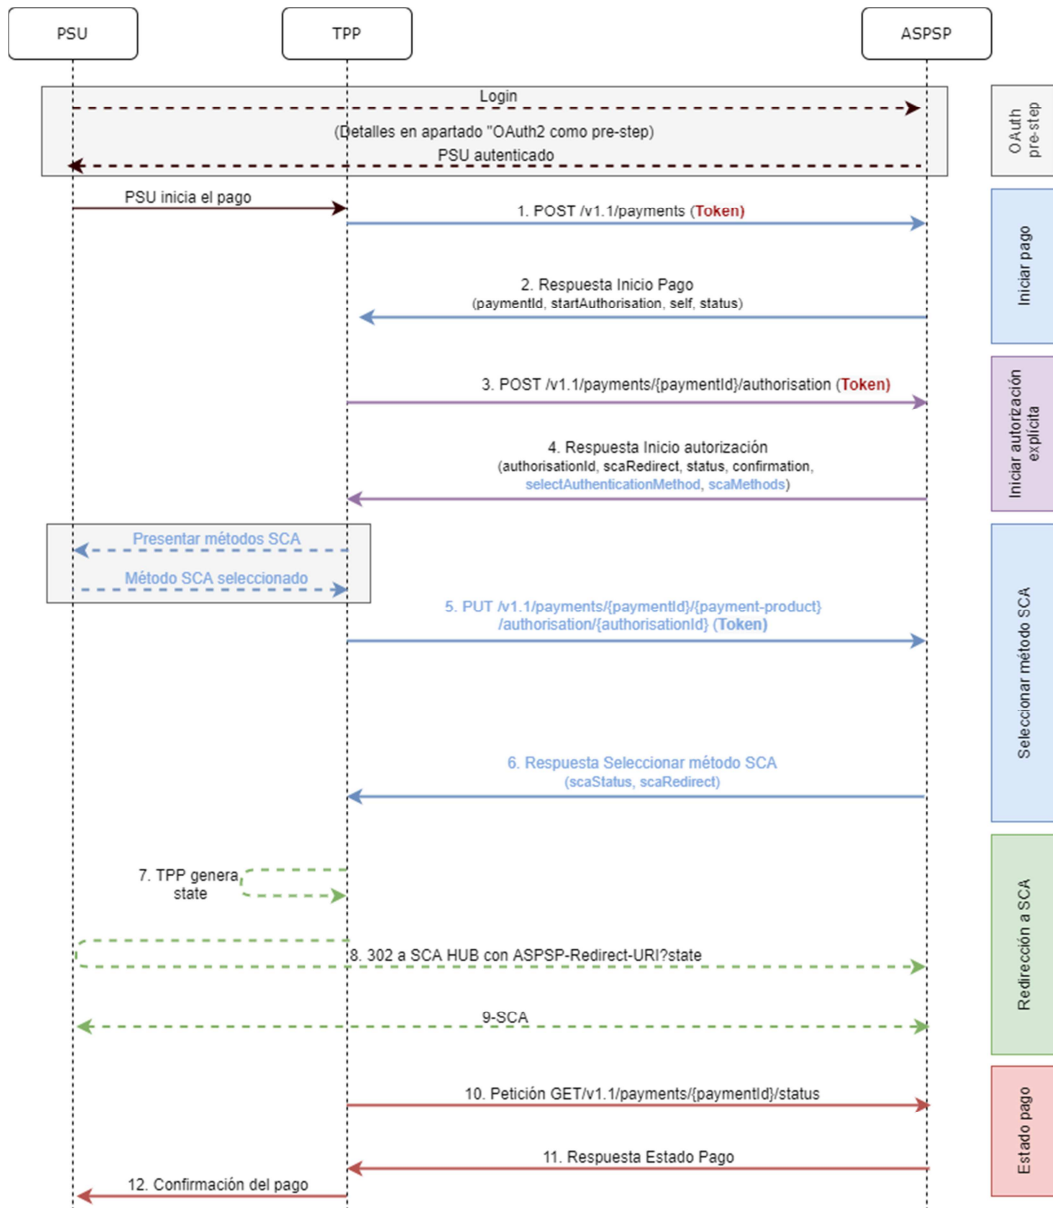 PSU
TPP
ASPSP
Login
(Detalles en apartado "OAuth2 como pre-step)
PSU autenticado
OAuth
pre-step
PSU inicia el pago
1. POST /v1.1/payments (Token)
2. Respuesta Inicio Pago
(paymentId, startAuthorisation, self, status)
Iniciar pago
3. POST /v1.1/payments/{paymentId}/authorisation (Token)
4. Respuesta Inicio autorización
(authorisationId, scaRedirect, status, confirmation,
selectAuthenticationMethod, scaMethods)
Iniciar autorización
explícita
Presentar métodos SCA
Método SCA seleccionado
5. PUT /v1.1/payments/{paymentId}/{payment-product}
/authorisation/{authorisationId} (Token)
6. Respuesta Seleccionar método SCA
(scaStatus, scaRedirect)
Seleccionar método SCA
7. TPP genera
state
8. 302 a SCA HUB con ASPSP-Redirect-URI?state
9-SCA
Redirección a SCA
10. Petición GET/v1.1/payments/{paymentId}/status
11. Respuesta Estado Pago
12. Confirmación del pago
Estado pago